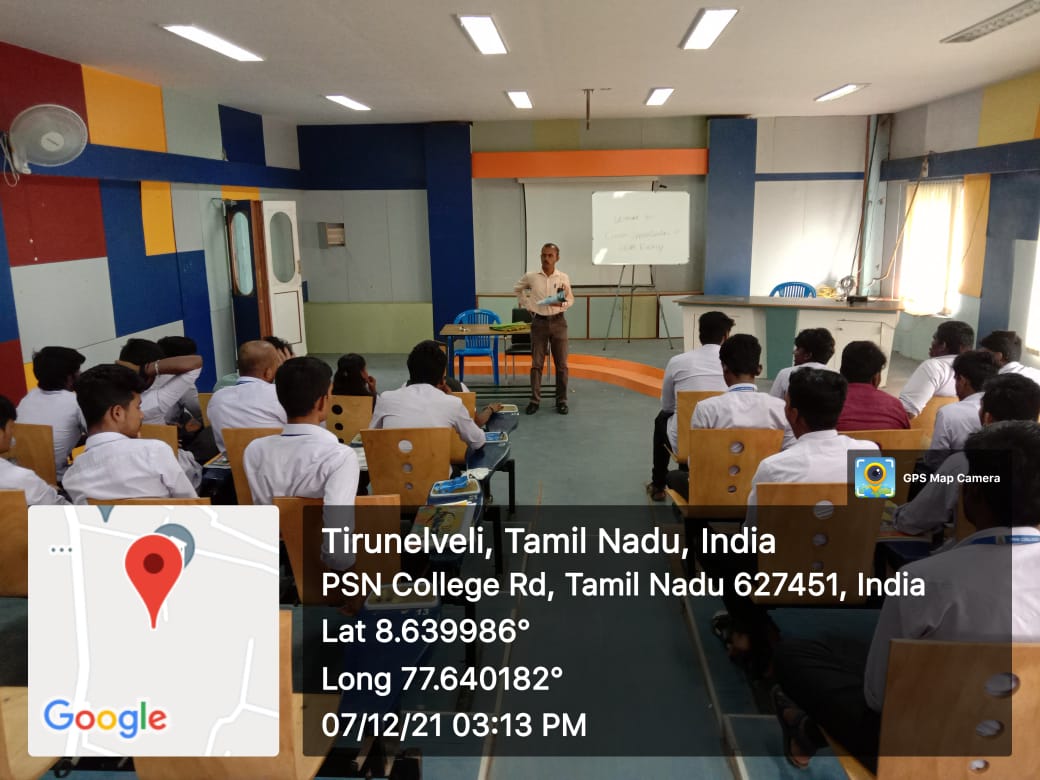 GPS Map Camera
Tirunelveli, Tamil Nadu, India
PSN College Rd, Tamil Nadu 627451, India
Lat 8.639986°
Long 77.640182°
07/12/21 03:13 PM
Google
13